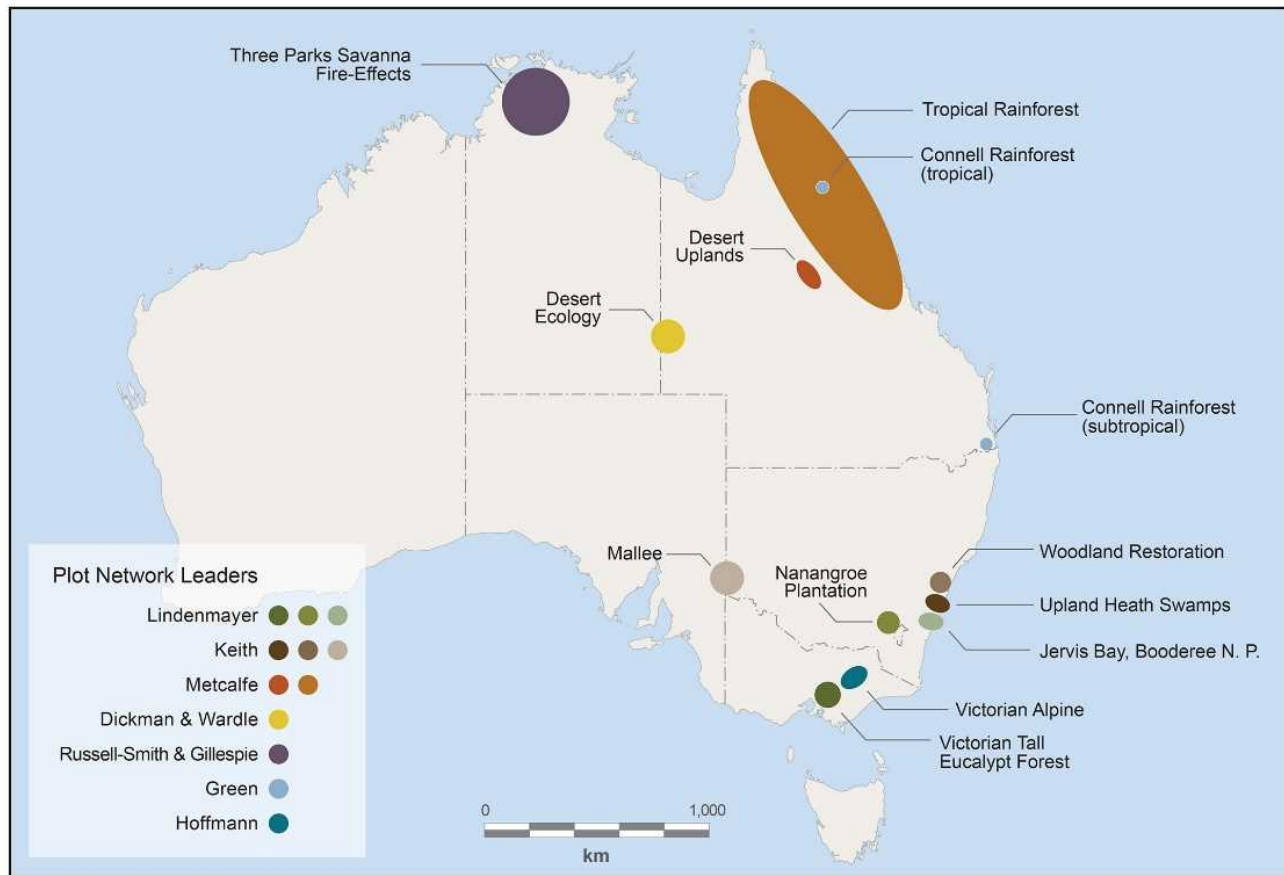 Three Parks Savanna
Fire-Effects
Tropical Rainforest
Connell Rainforest
(tropical)
Desert
Uplands
Desert
Ecology
Connell Rainforest
(subtropical)
Mallee
Nanangroe
Plantation
Woodland Restoration
Upland Heath Swamps
Jervis Bay, Booderee N. P.
Victorian Alpine
Victorian Tall
Eucalypt Forest
Plot Network Leaders
Lindenmayer
Keith
Metcalfe
Dickman & Wardle
Russell-Smith & Gillespie
Green
Hoffmann
0 1,000
km